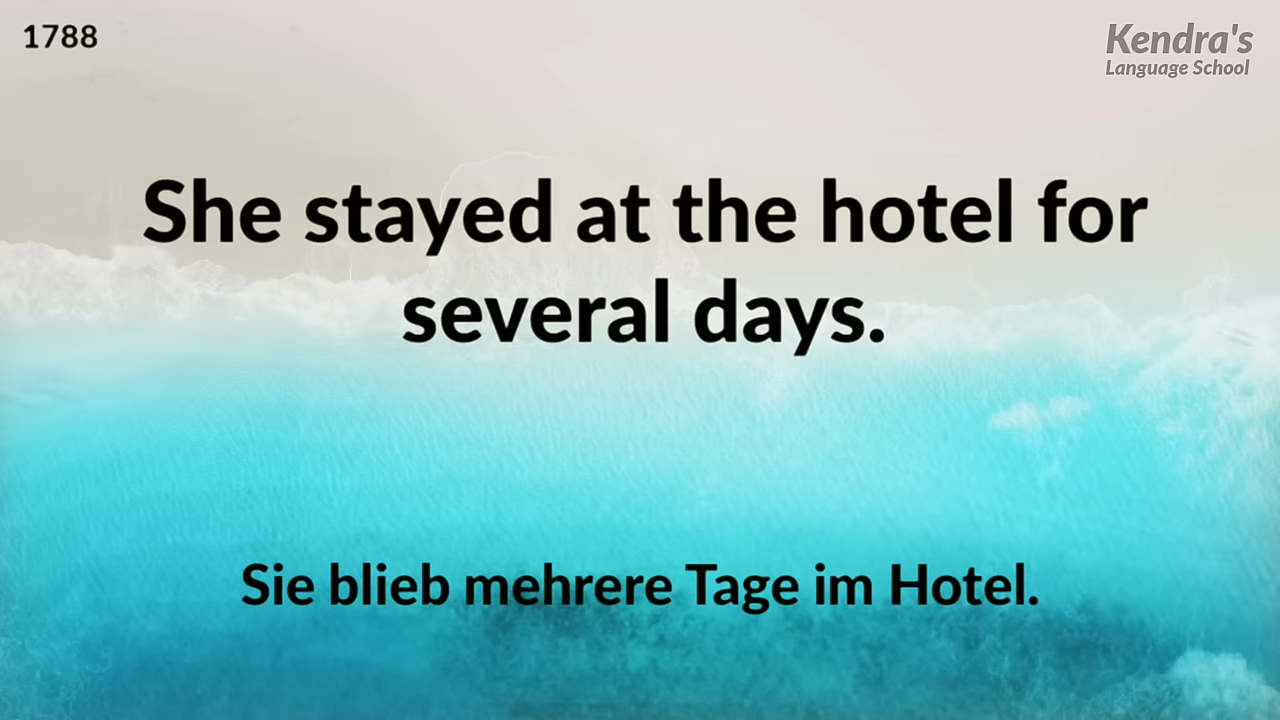 1788
Kendra's
Language School
She stayed at the hotel for
several days.
Sie blieb mehrere Tage im Hotel.